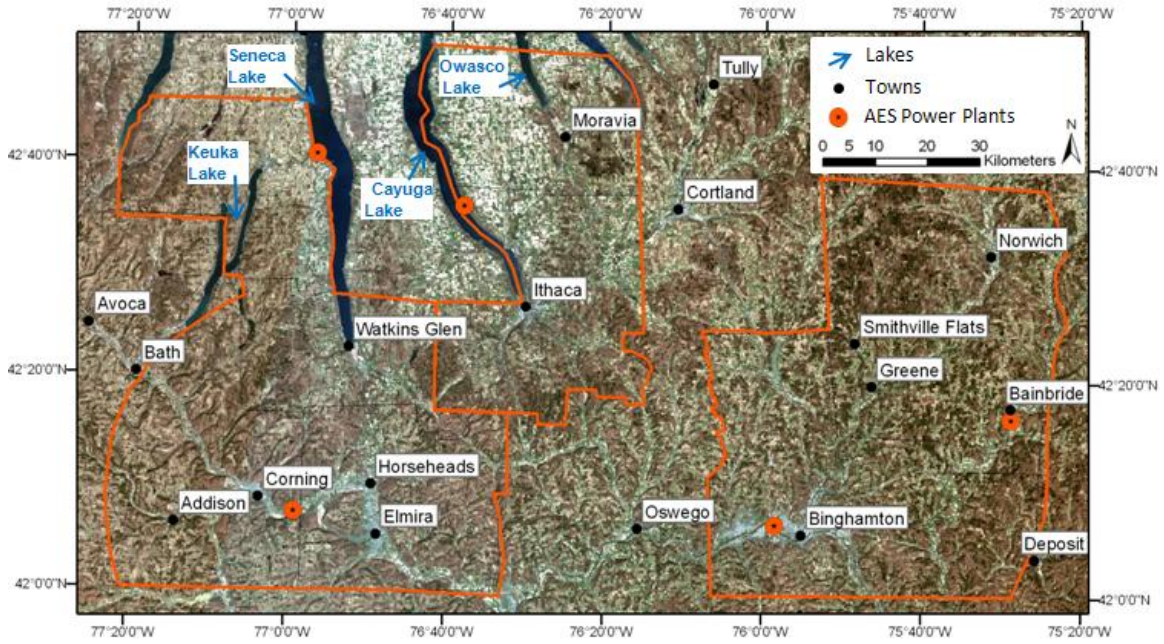 77°20'0"W
77°0'0"W
76°40'0"W
76°20'0"W
76°0'0"W
75°40'0"W
75°20'0"W
Seneca
Lake
Owasco
Lake
Tully
Lakes
Towns
AES Power Plants
0 5 10 20 30
Kilometers
N
Moravia
42°40'0"N
42°40'0"N
Keuka
Lake
Cayuga
Lake
Cortland
Norwich
Avoca
Ithaca
Watkins Glen
Smithville Flats
Bath
Greene
42°20'0"N
42°20'0"N
Bainbride
Horseheads
Corning
Addison
Elmira
Oswego
Binghamton
Deposit
42°0'0"N
42°0'0"N
77°20'0"W
77°0'0"W
76°40'0"W
76°20'0"W
76°0'0"W
75°40'0"W